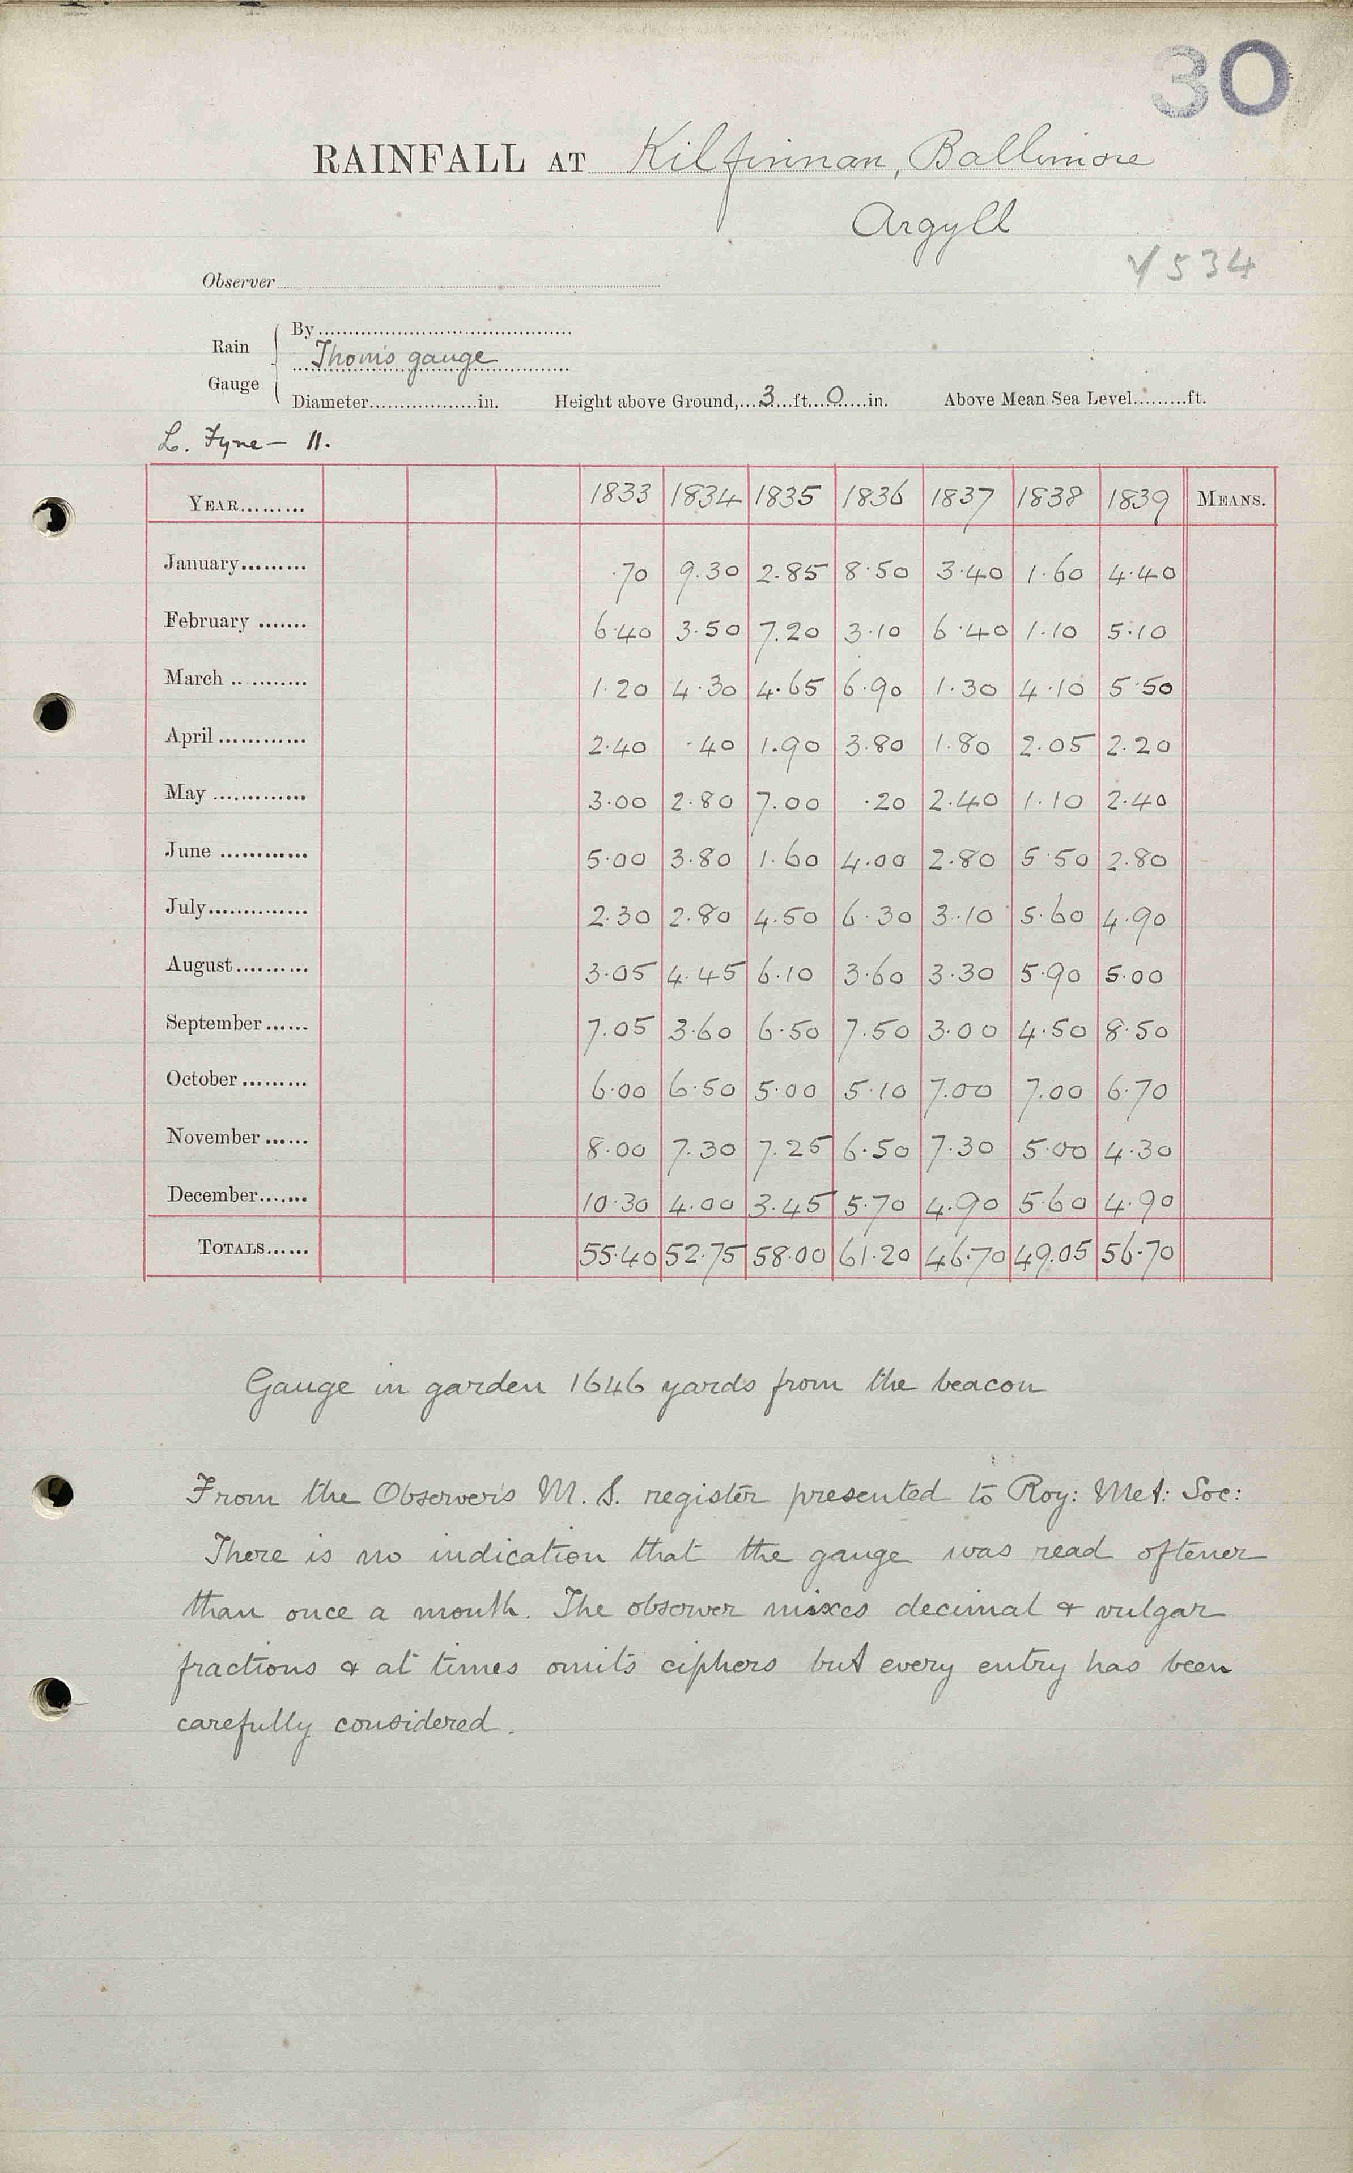 30
RAINFALL AT Kilfinnan, Ballimore
Argyll
Y 534
Observer
Rain Gauge
By
Thom's gauge
Diameter in. Height above Ground, 3 ft. 0 in. Above Mean Sea Level ft.
L. Fyne — 11.
YEAR 1833 1834 1835 1836 1837 1838 1839 MEANS.
January .70 9.30 2.85 8.50 3.40 1.60 4.40
February 6.40 3.50 7.20 3.10 6.40 1.10 5.10
March 1.20 4.30 4.65 6.90 1.30 4.10 5.50
April 2.40 .40 1.90 3.80 1.80 2.05 2.20
May 3.00 2.80 7.00 .20 2.40 1.10 2.40
June 5.00 3.80 1.60 4.00 2.80 5.50 2.80
July 2.30 2.80 4.50 6.30 3.10 5.60 4.90
August 3.05 4.45 6.10 3.60 3.30 5.90 5.00
September 7.05 3.60 6.50 7.50 3.00 4.50 8.50
October 6.00 6.50 5.00 5.10 7.00 7.00 6.70
November 8.00 7.30 7.25 6.50 7.30 5.00 4.30
December 10.30 4.00 3.45 5.70 4.90 5.60 4.90
TOTALS 55.40 52.75 58.00 61.20 46.70 49.05 56.70
Gauge in garden 1646 yards from the beacon
From the Observer's M.S. register presented to Roy: Met: Soc:
There is no indication that the gauge was read oftener
than once a month. The observer mixes decimal & vulgar
fractions & at times omits ciphers but every entry has been
carefully considered.